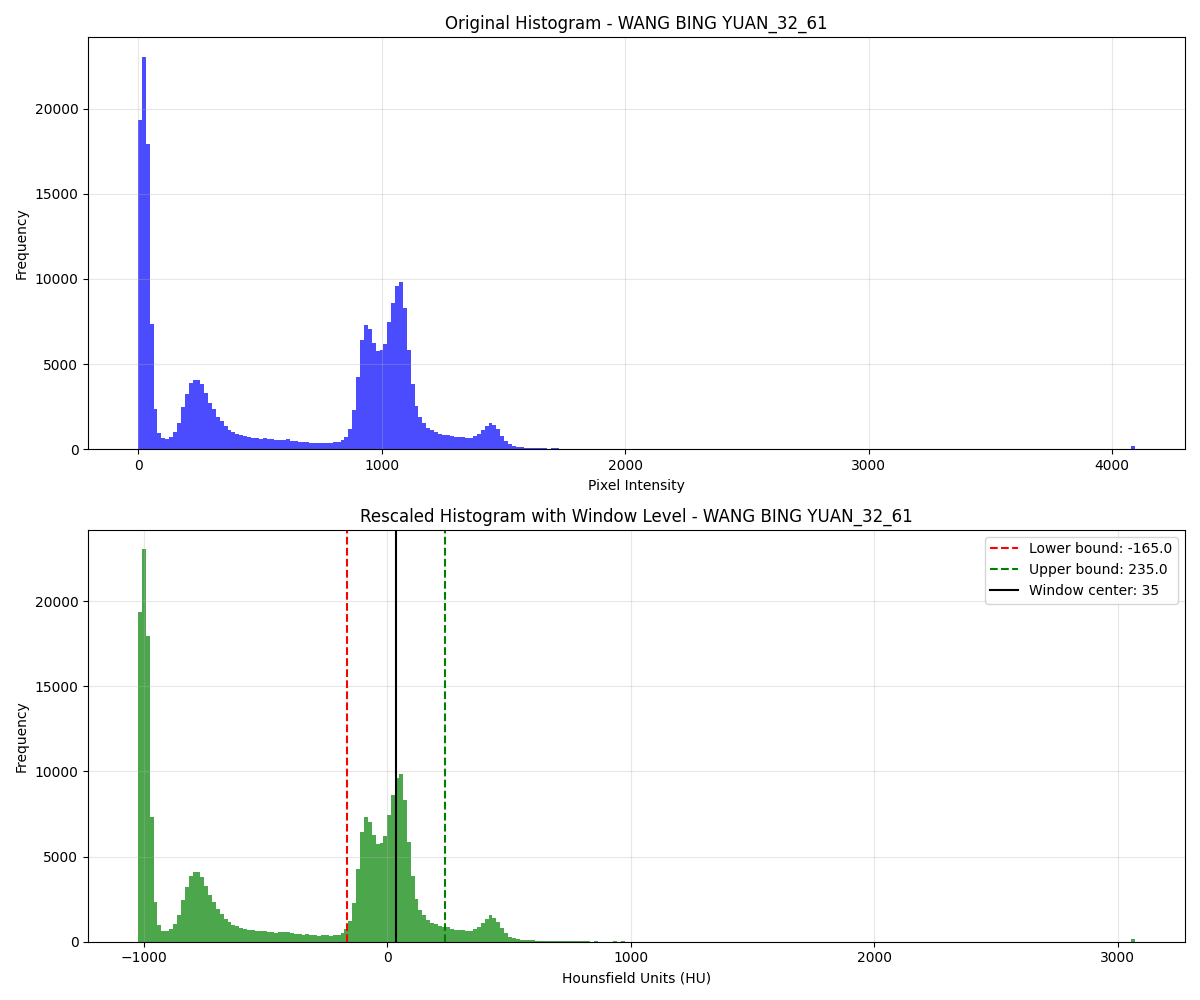 Original Histogram - WANG BING YUAN_32_61
Frequency
20000
15000
10000
5000
0
0 1000 2000 3000 4000
Pixel Intensity
Rescaled Histogram with Window Level - WANG BING YUAN_32_61
Lower bound: -165.0
Upper bound: 235.0
Window center: 35
Frequency
20000
15000
10000
5000
0
−1000 0 1000 2000 3000
Hounsfield Units (HU)